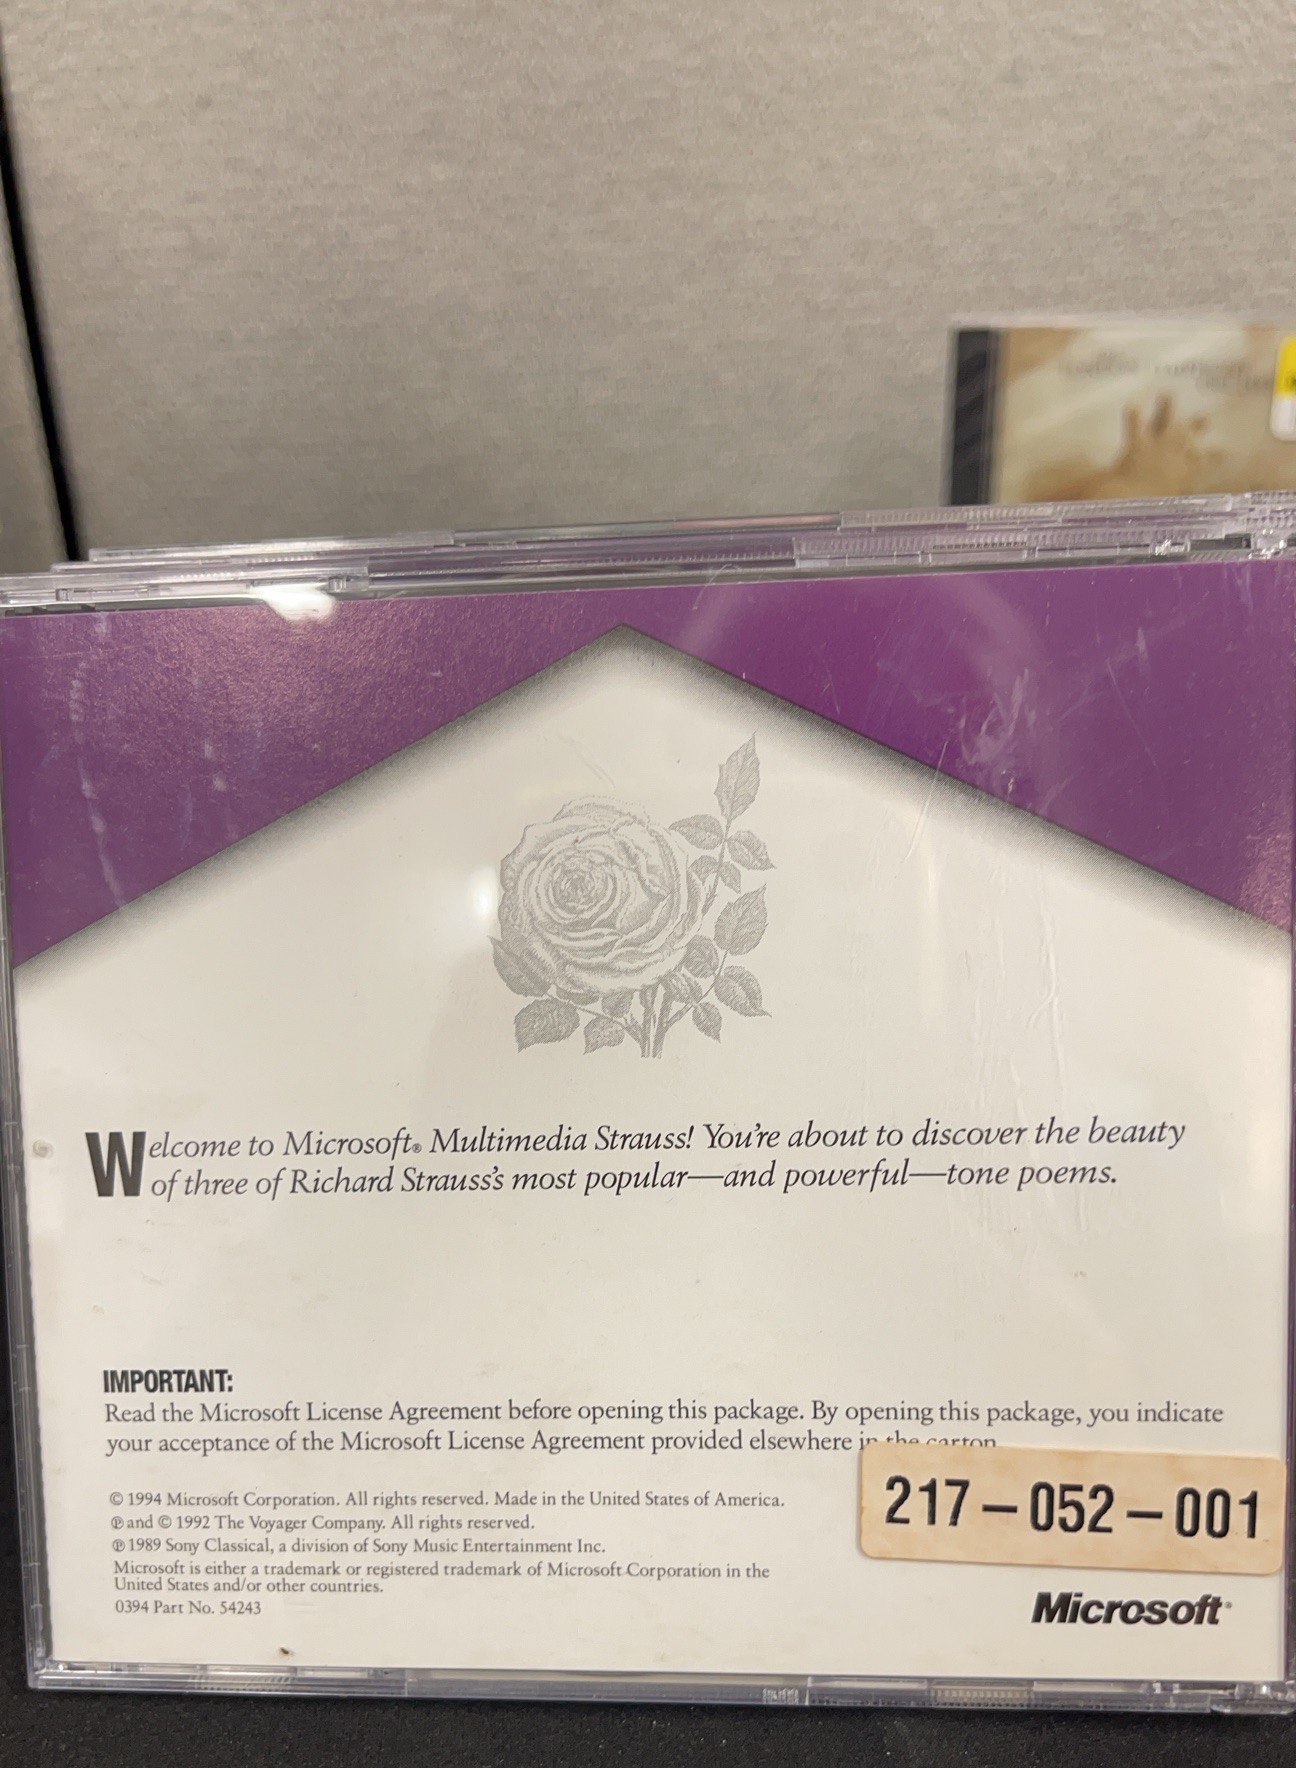 Welcome to Microsoft® Multimedia Strauss! You're about to discover the beauty
of three of Richard Strauss's most popular—and powerful—tone poems.
IMPORTANT:
Read the Microsoft License Agreement before opening this package. By opening this package, you indicate
your acceptance of the Microsoft License Agreement provided elsewhere in the carton
217-052-001
© 1994 Microsoft Corporation. All rights reserved. Made in the United States of America.
℗ and © 1992 The Voyager Company. All rights reserved.
℗ 1989 Sony Classical, a division of Sony Music Entertainment Inc.
Microsoft is either a trademark or registered trademark of Microsoft Corporation in the
United States and/or other countries.
0394 Part No. 54243
Microsoft®